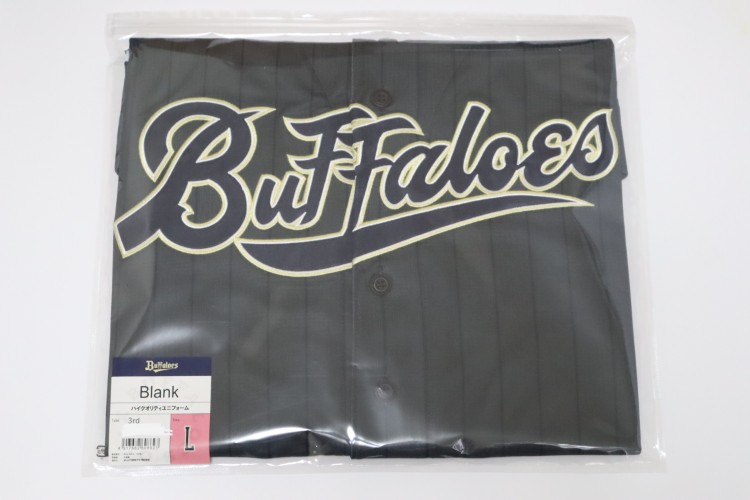 Buffaloes
Buffaloes
Blank
ハイクオリティユニフォーム
3rd
L